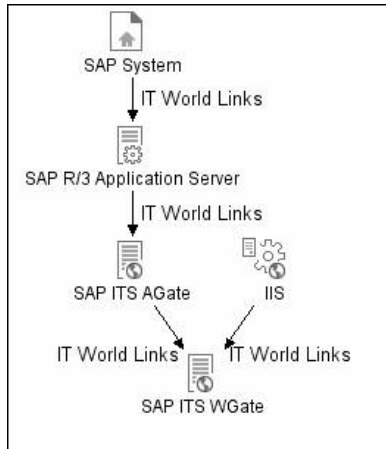 SAP System
IT World Links
SAP R/3 Application Server
IT World Links
SAP ITS AGate
IIS
IT World Links
IT World Links
SAP ITS WGate